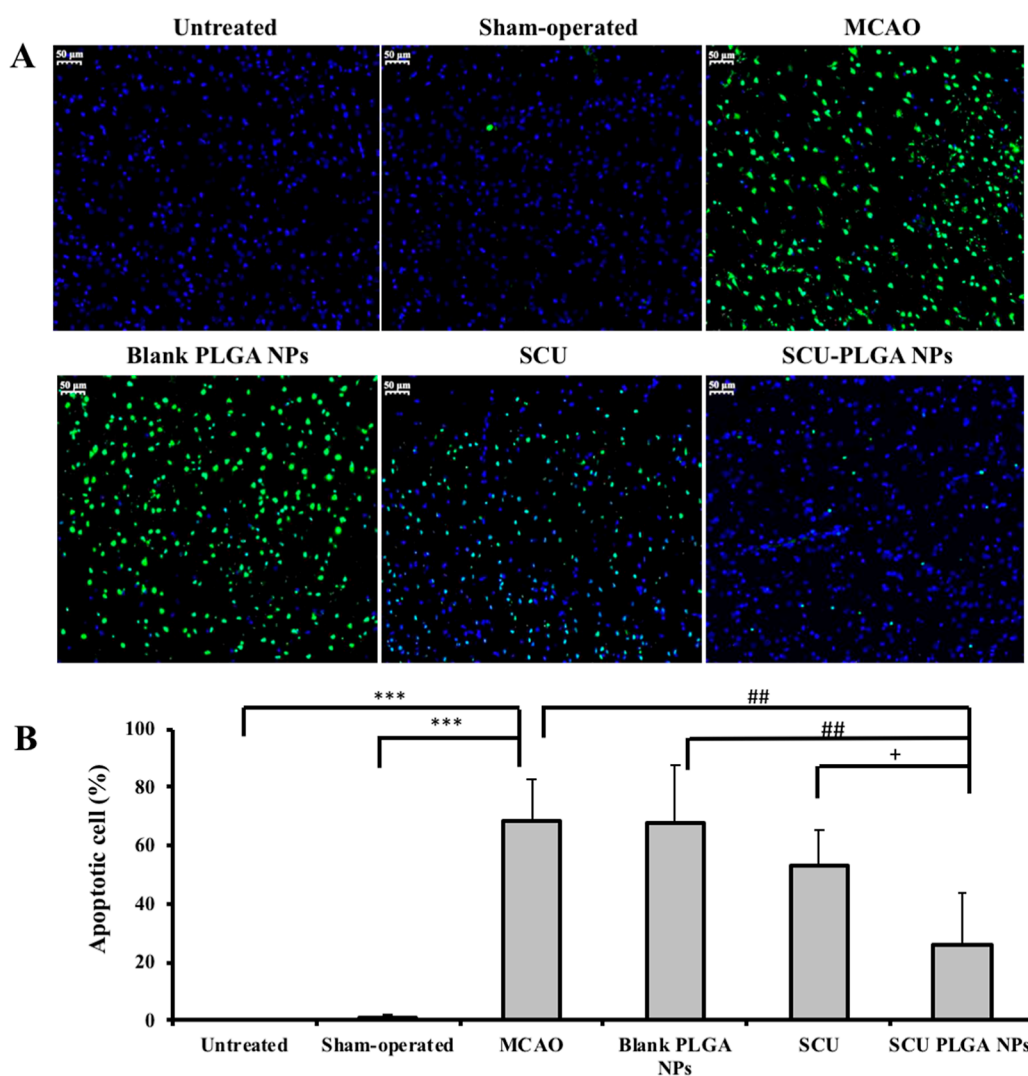 Untreated
Sham-operated
MCAO
A
50 µm
50 µm
50 µm
Blank PLGA NPs
SCU
SCU-PLGA NPs
50 µm
50 µm
50 µm
B
***
***
##
##
+
Apoptotic cell (%)
100
80
60
40
20
0
Untreated
Sham-operated
MCAO
Blank PLGA
NPs
SCU
SCU PLGA NPs